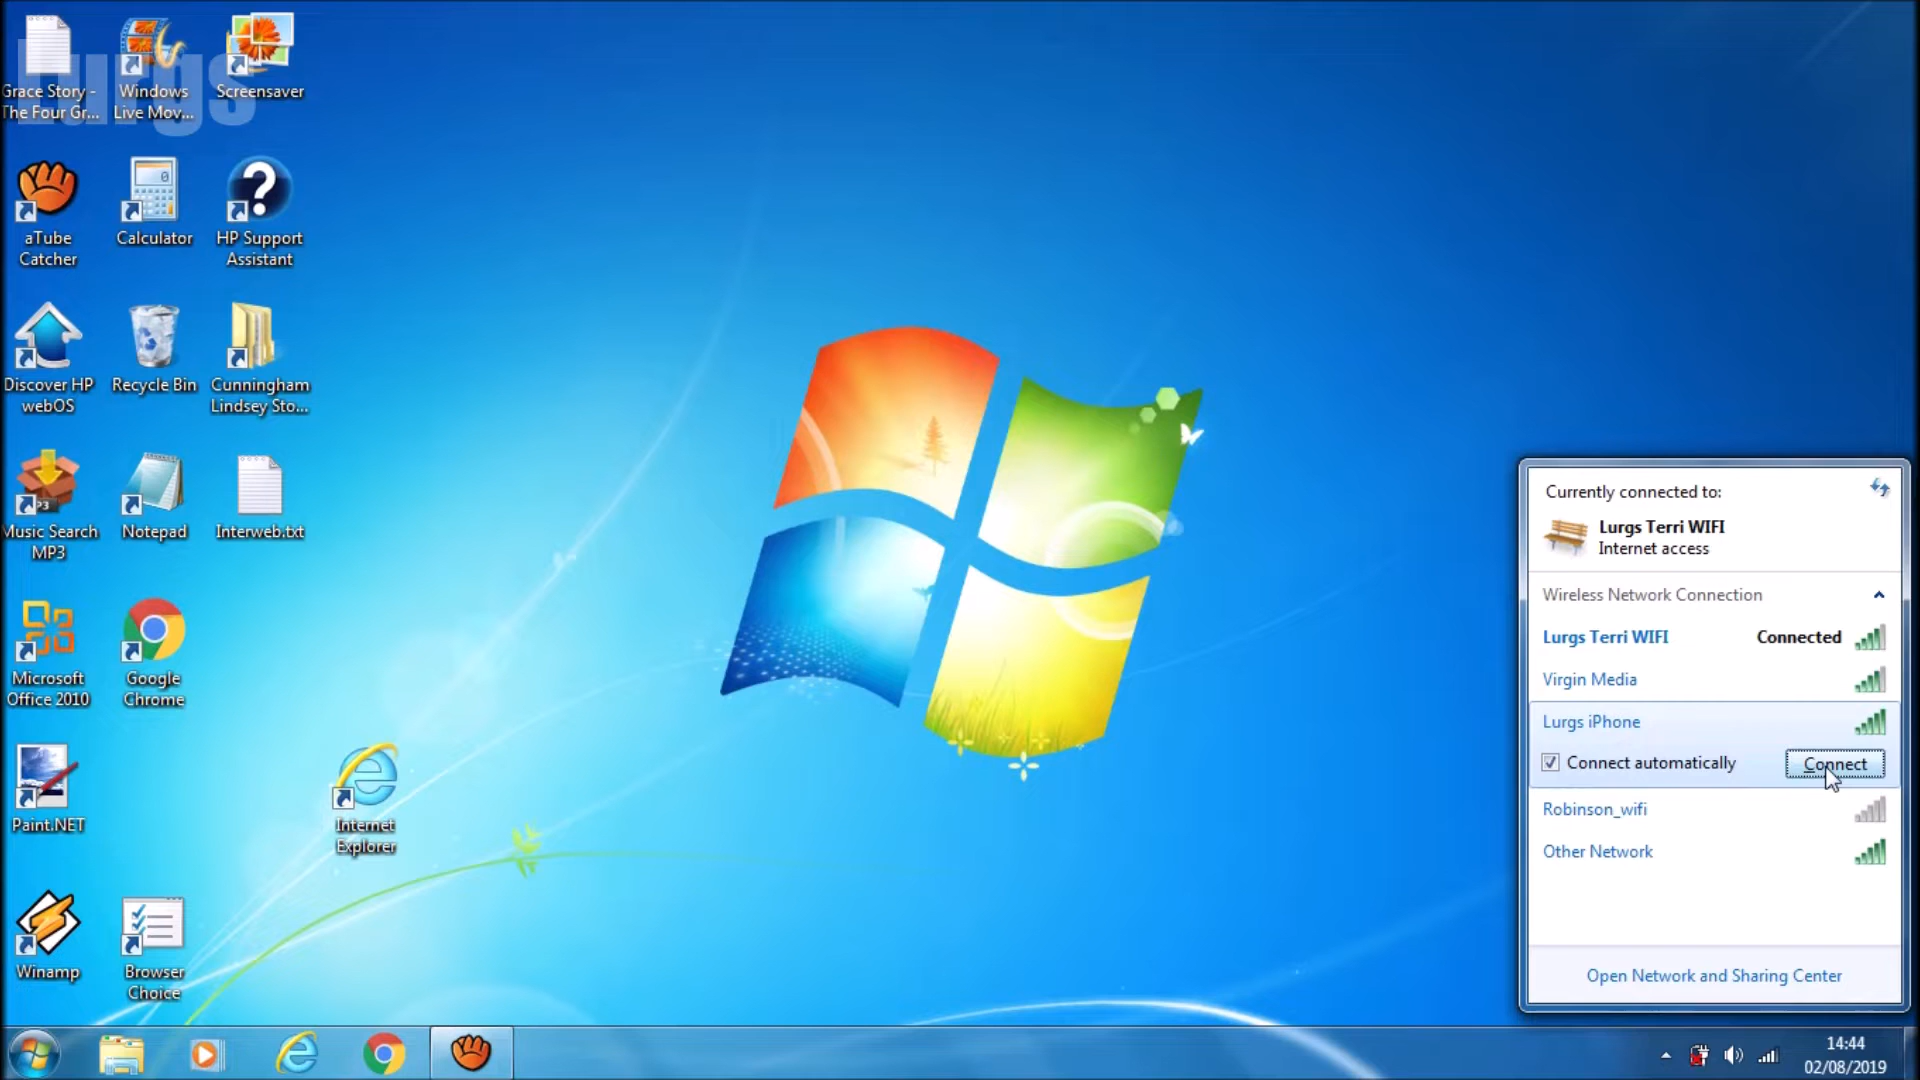 Lurgs
Grace Story -
The Four Gr...
Windows
Live Mov...
Screensaver
aTube
Catcher
0
Calculator
?
HP Support
Assistant
Discover HP
webOS
Recycle Bin
Cunningham
Lindsey Sto...
P3
Music Search
MP3
Notepad
Interweb.txt
Microsoft
Office 2010
Google
Chrome
Paint.NET
Internet
Explorer
Winamp
Browser
Choice
Currently connected to:
Lurgs Terri WIFI
Internet access
Wireless Network Connection
Lurgs Terri WIFI Connected
Virgin Media
Lurgs iPhone
Connect automatically Connect
Robinson_wifi
Other Network
Open Network and Sharing Center
14:44
02/08/2019